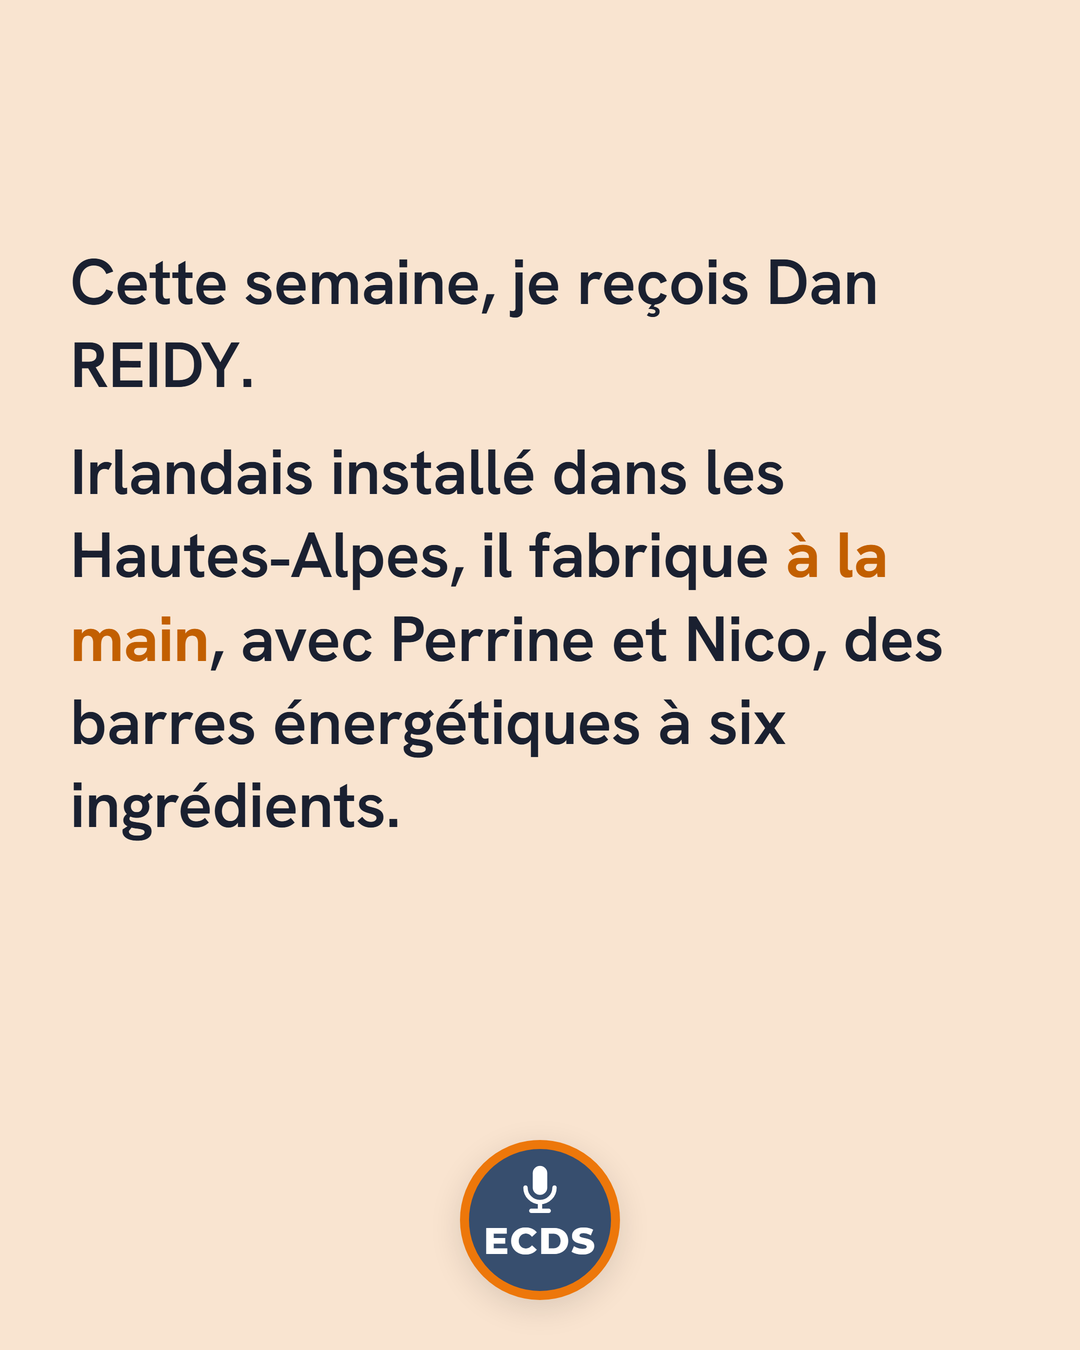 Cette semaine, je reçois Dan
REIDY.
Irlandais installé dans les
Hautes-Alpes, il fabrique à la
main, avec Perrine et Nico, des
barres énergétiques à six
ingrédients.
ECDS